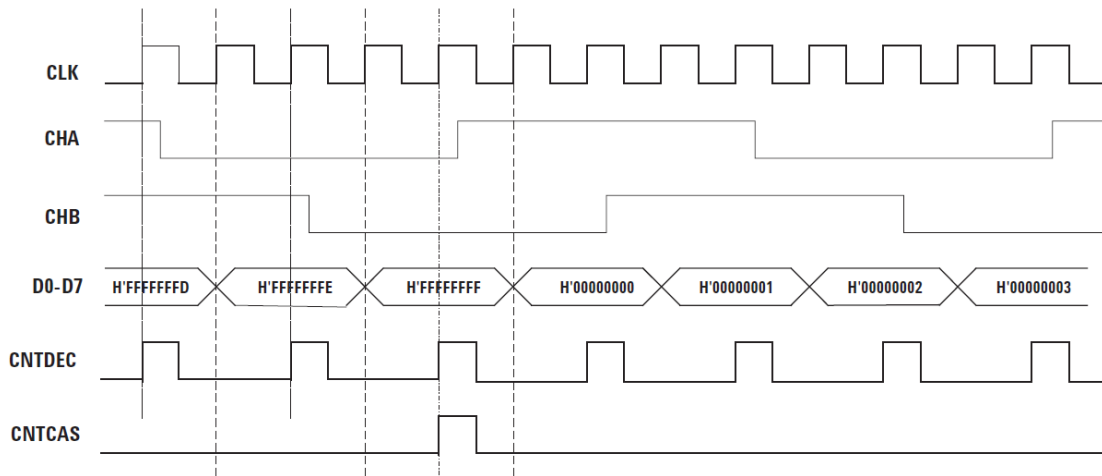 CLK
CHA
CHB
D0-D7 H'FFFFFFFD H'FFFFFFFE H'FFFFFFFF H'00000000 H'00000001 H'00000002 H'00000003
CNTDEC
CNTCAS